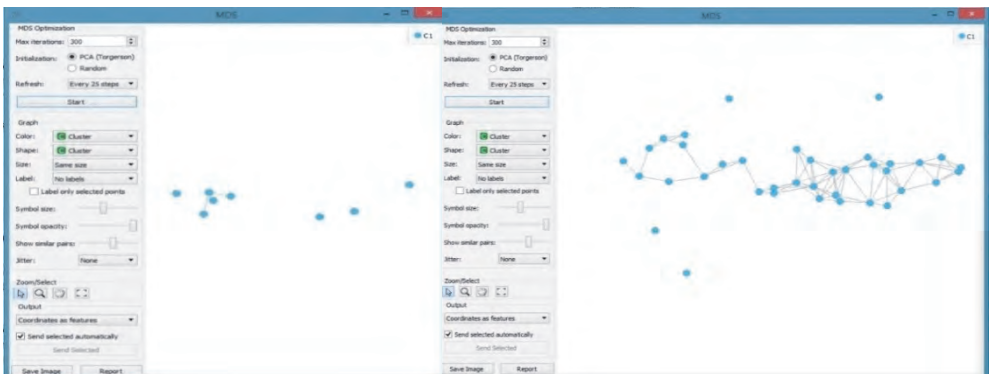 MDS
MDS Optimization
Max iterations: 300
Initialization: PCA (Torgerson)
Random
Refresh: Every 25 steps
Start
Graph
Color: Cluster
Shape: Cluster
Size: Same size
Label: No labels
Label only selected points
Symbol size:
Symbol opacity:
Show similar pairs:
Jitter: None
Zoom/Select
Output
Coordinates as features
Send selected automatically
Send Selected
Save Image Report
C1
MDS
MDS Optimization
Max iterations: 300
Initialization: PCA (Torgerson)
Random
Refresh: Every 25 steps
Start
Graph
Color: Cluster
Shape: Cluster
Size: Same size
Label: No labels
Label only selected points
Symbol size:
Symbol opacity:
Show similar pairs:
Jitter: None
Zoom/Select
Output
Coordinates as features
Send selected automatically
Send Selected
Save Image Report
C1